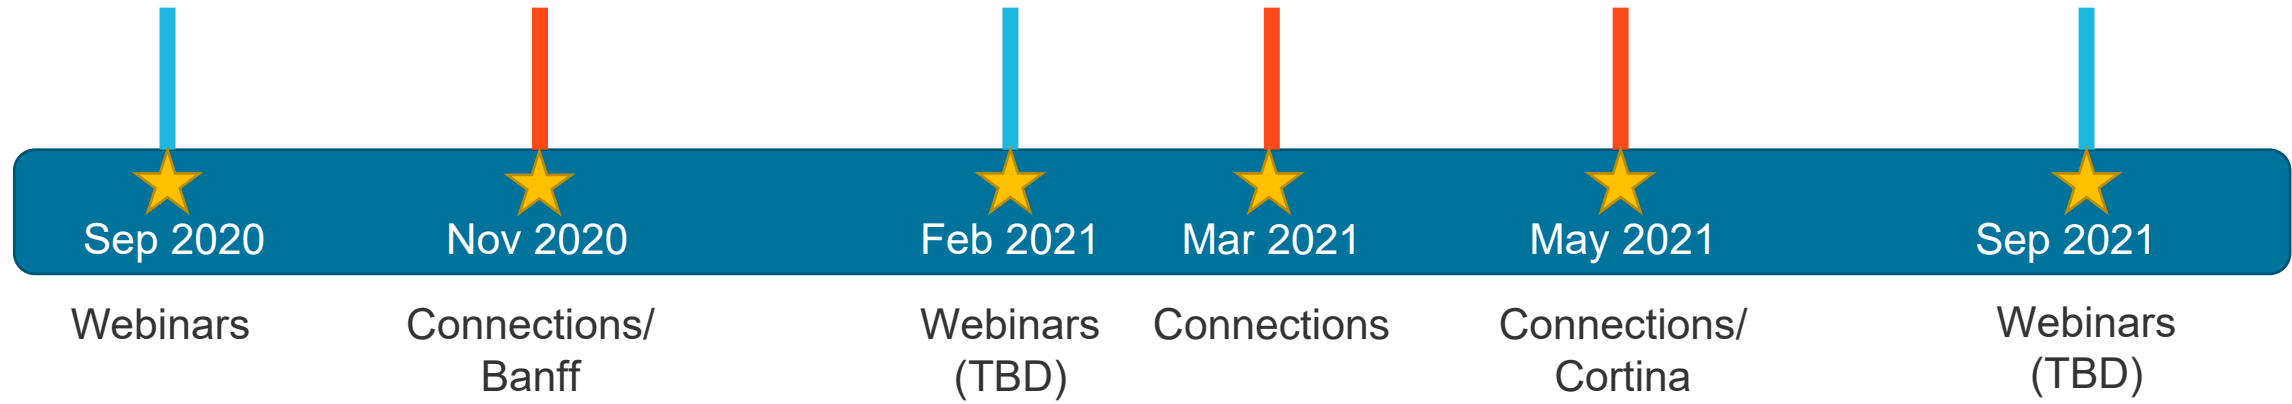 Sep 2020
Nov 2020
Feb 2021
Mar 2021
May 2021
Sep 2021
Webinars
Connections/
Banff
Webinars
(TBD)
Connections
Connections/
Cortina
Webinars
(TBD)